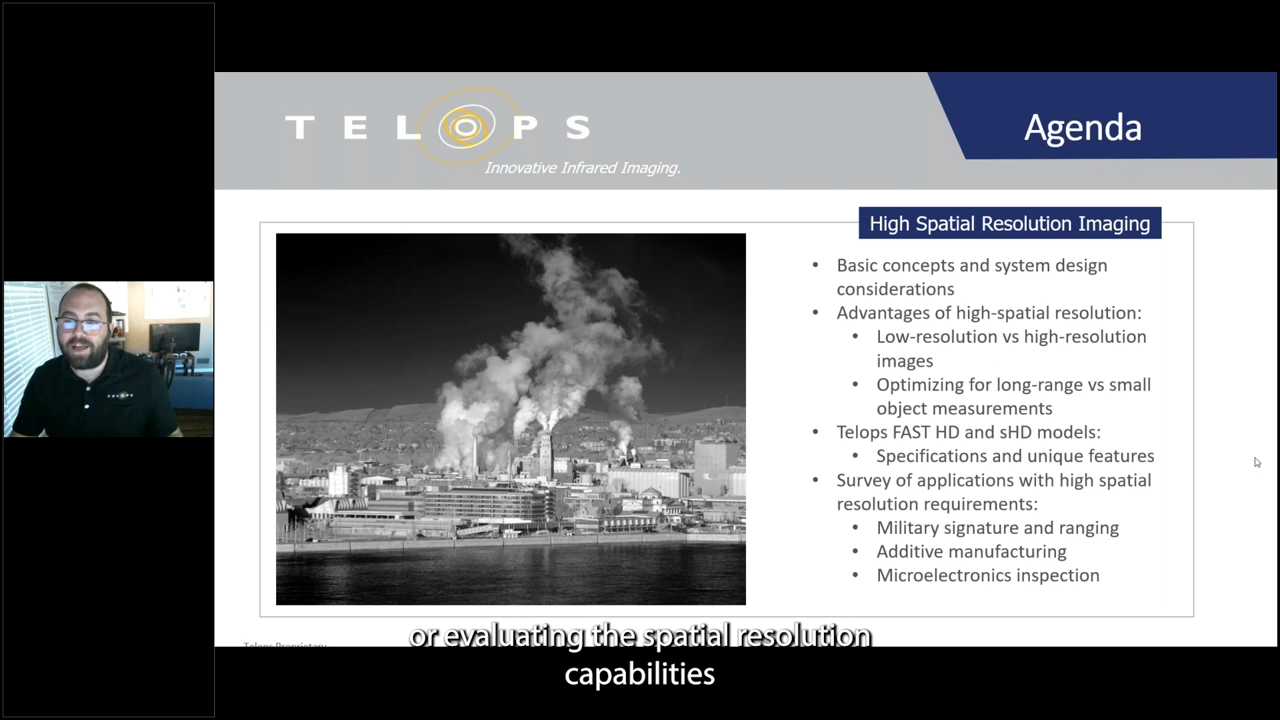 TELOPS
Innovative Infrared Imaging.
Agenda
High Spatial Resolution Imaging
• Basic concepts and system design
considerations
• Advantages of high-spatial resolution:
• Low-resolution vs high-resolution
images
• Optimizing for long-range vs small
object measurements
• Telops FAST HD and sHD models:
• Specifications and unique features
• Survey of applications with high spatial
resolution requirements:
• Military signature and ranging
• Additive manufacturing
• Microelectronics inspection
Telops Proprietary
or evaluating the spatial resolution
capabilities
TELOPS